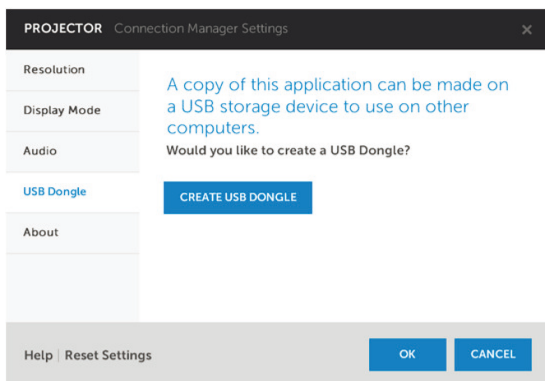 PROJECTOR Connection Manager Settings
Resolution
Display Mode
Audio
USB Dongle
About
A copy of this application can be made on
a USB storage device to use on other
computers.
Would you like to create a USB Dongle?
CREATE USB DONGLE
Help | Reset Settings
OK
CANCEL